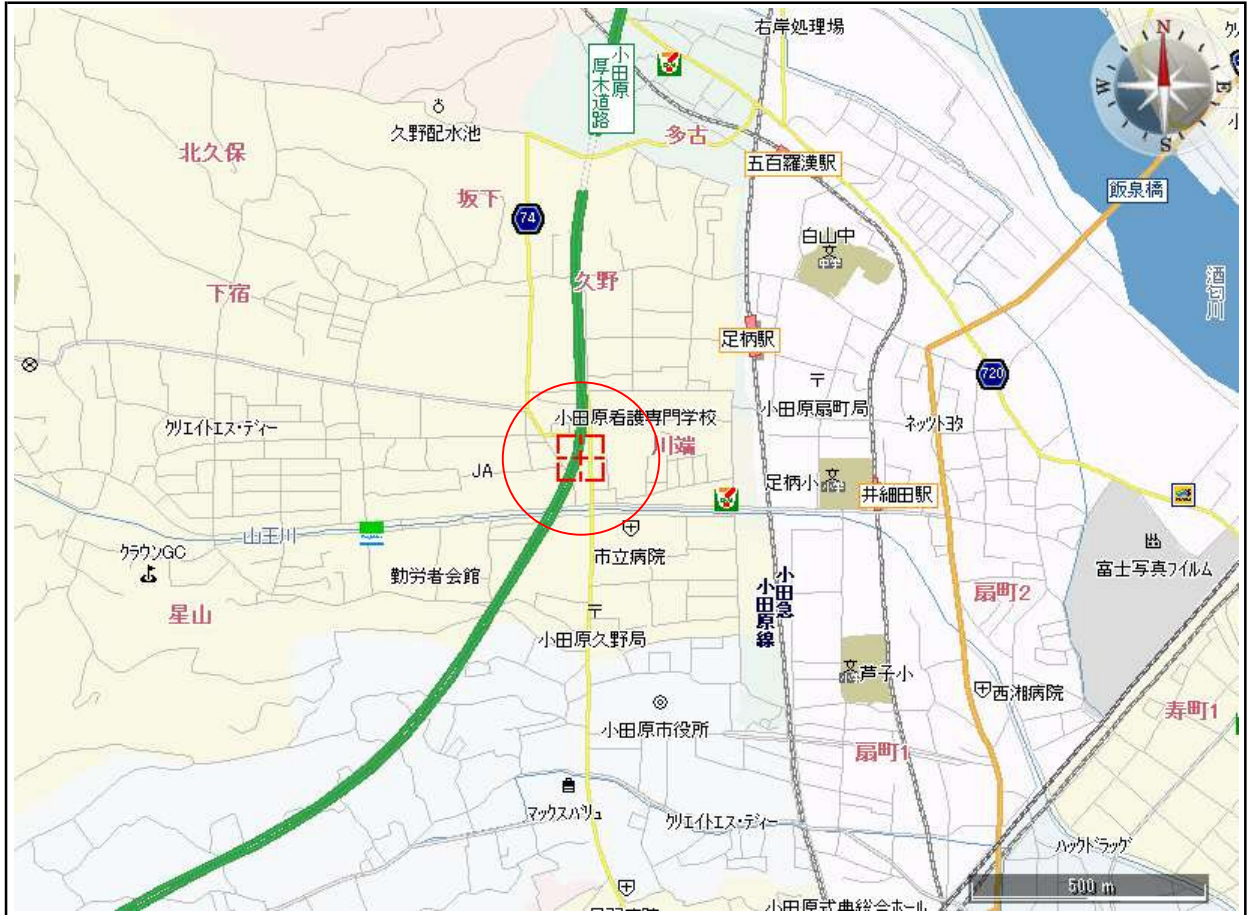 右岸処理場
N
E
S
W
小田原
厚木道路
久野配水池
多古
北久保
五百羅漢駅
坂下
飯泉橋
74
白山中
文
中学
久野
下宿
酒匂川
足柄駅
720
小田原扇町局
小田原看護専門学校
ネッツトヨタ
クリエイトエス・ディー
川端
JA
足柄小
文
井細田駅
山王川
市立病院
クラウンGC
富士写真フイルム
勤労者会館
小田急
小田原線
扇町2
星山
小田原久野局
文
芦子小
西湘病院
寿町1
小田原市役所
扇町1
マックスバリュ
クリエイトエス・ディー
ハックドラッグ
500 m
小田原式典総合ホール